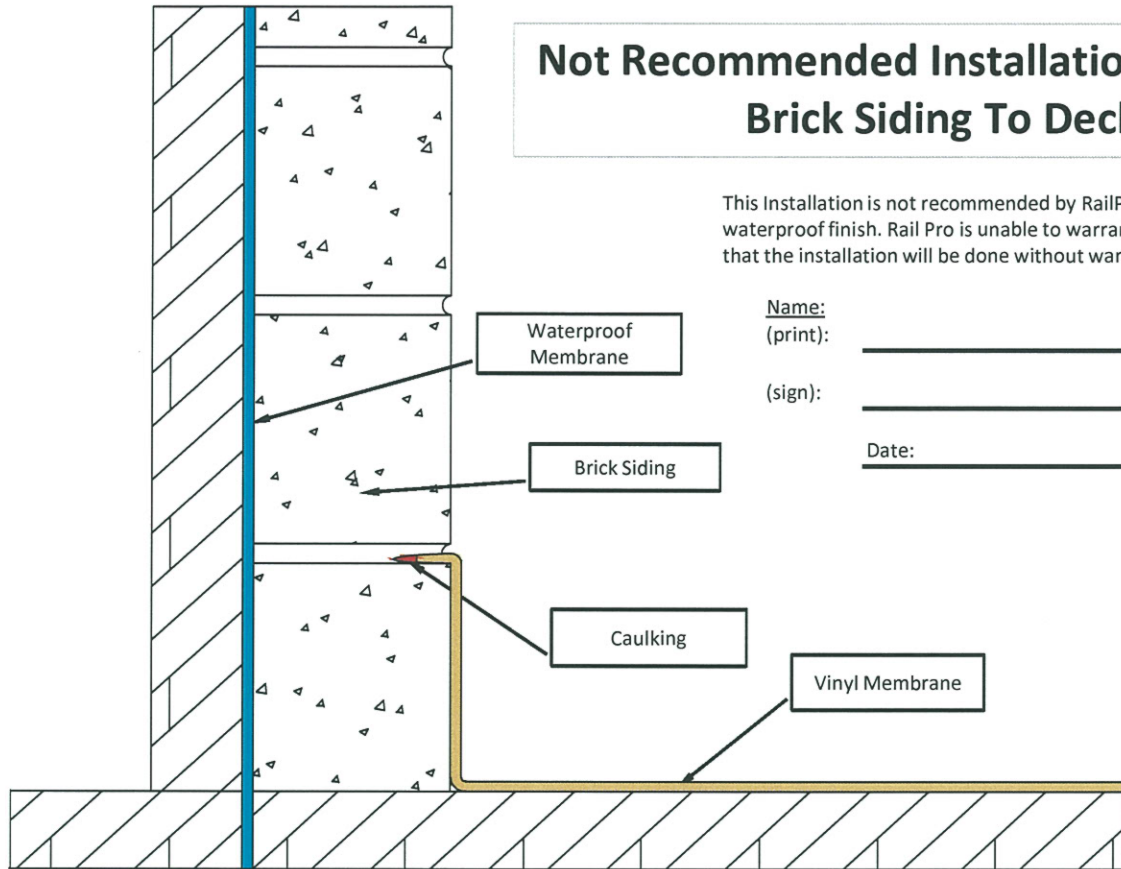 Not Recommended Installatio
Brick Siding To Deck
This Installation is not recommended by RailP
waterproof finish. Rail Pro is unable to warran
that the installation will be done without warr
Name:
(print):
(sign):
Date:
Waterproof
Membrane
Brick Siding
Caulking
Vinyl Membrane